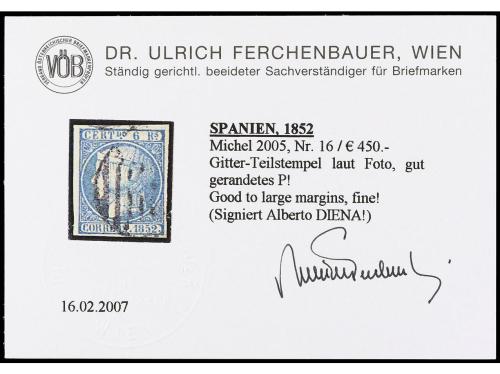 VÖB
DR. ULRICH FERCHENBAUER, WIEN
Ständig gerichtl. beeideter Sachverständiger für Briefmarken
CERTDO 6 RS
CORREOS 1852
SPANIEN, 1852
Michel 2005, Nr. 16 / € 450.-
Gitter-Teilstempel laut Foto, gut
gerandetes P!
Good to large margins, fine!
(Signiert Alberto DIENA!)
16.02.2007